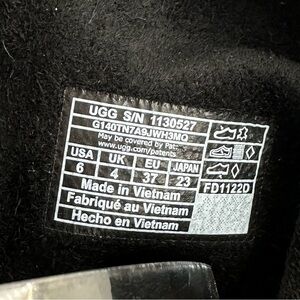 UGG S/N 1130527
G140TN7A9JWH3MQ
May be covered by Pat.:
www.ugg.com/patents
USA UK EU JAPAN
6 4 37 23
FD1122D
Made in Vietnam
Fabriqué au Vietnam
Hecho en Vietnam